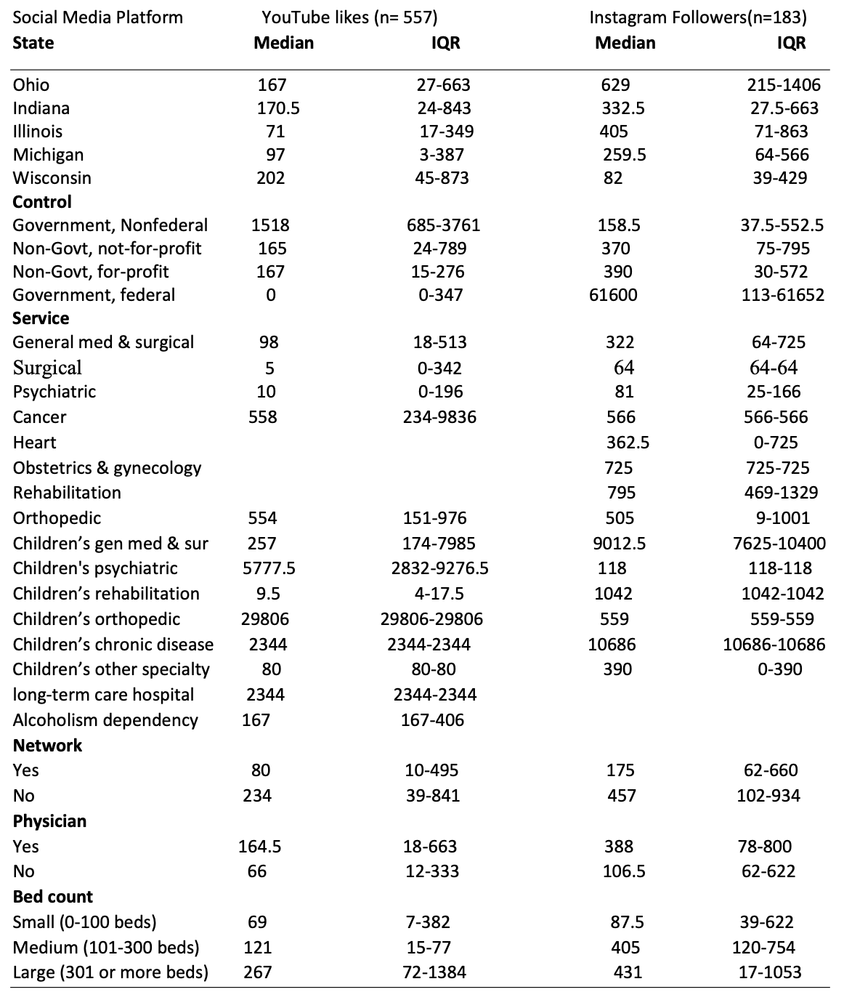 Social Media Platform YouTube likes (n= 557) Instagram Followers(n=183)
State Median IQR Median IQR
Ohio 167 27-663 629 215-1406
Indiana 170.5 24-843 332.5 27.5-663
Illinois 71 17-349 405 71-863
Michigan 97 3-387 259.5 64-566
Wisconsin 202 45-873 82 39-429
Control
Government, Nonfederal 1518 685-3761 158.5 37.5-552.5
Non-Govt, not-for-profit 165 24-789 370 75-795
Non-Govt, for-profit 167 15-276 390 30-572
Government, federal 0 0-347 61600 113-61652
Service
General med & surgical 98 18-513 322 64-725
Surgical 5 0-342 64 64-64
Psychiatric 10 0-196 81 25-166
Cancer 558 234-9836 566 566-566
Heart 362.5 0-725
Obstetrics & gynecology 725 725-725
Rehabilitation 795 469-1329
Orthopedic 554 151-976 505 9-1001
Children’s gen med & sur 257 174-7985 9012.5 7625-10400
Children's psychiatric 5777.5 2832-9276.5 118 118-118
Children’s rehabilitation 9.5 4-17.5 1042 1042-1042
Children’s orthopedic 29806 29806-29806 559 559-559
Children’s chronic disease 2344 2344-2344 10686 10686-10686
Children’s other specialty 80 80-80 390 0-390
long-term care hospital 2344 2344-2344
Alcoholism dependency 167 167-406
Network
Yes 80 10-495 175 62-660
No 234 39-841 457 102-934
Physician
Yes 164.5 18-663 388 78-800
No 66 12-333 106.5 62-622
Bed count
Small (0-100 beds) 69 7-382 87.5 39-622
Medium (101-300 beds) 121 15-77 405 120-754
Large (301 or more beds) 267 72-1384 431 17-1053